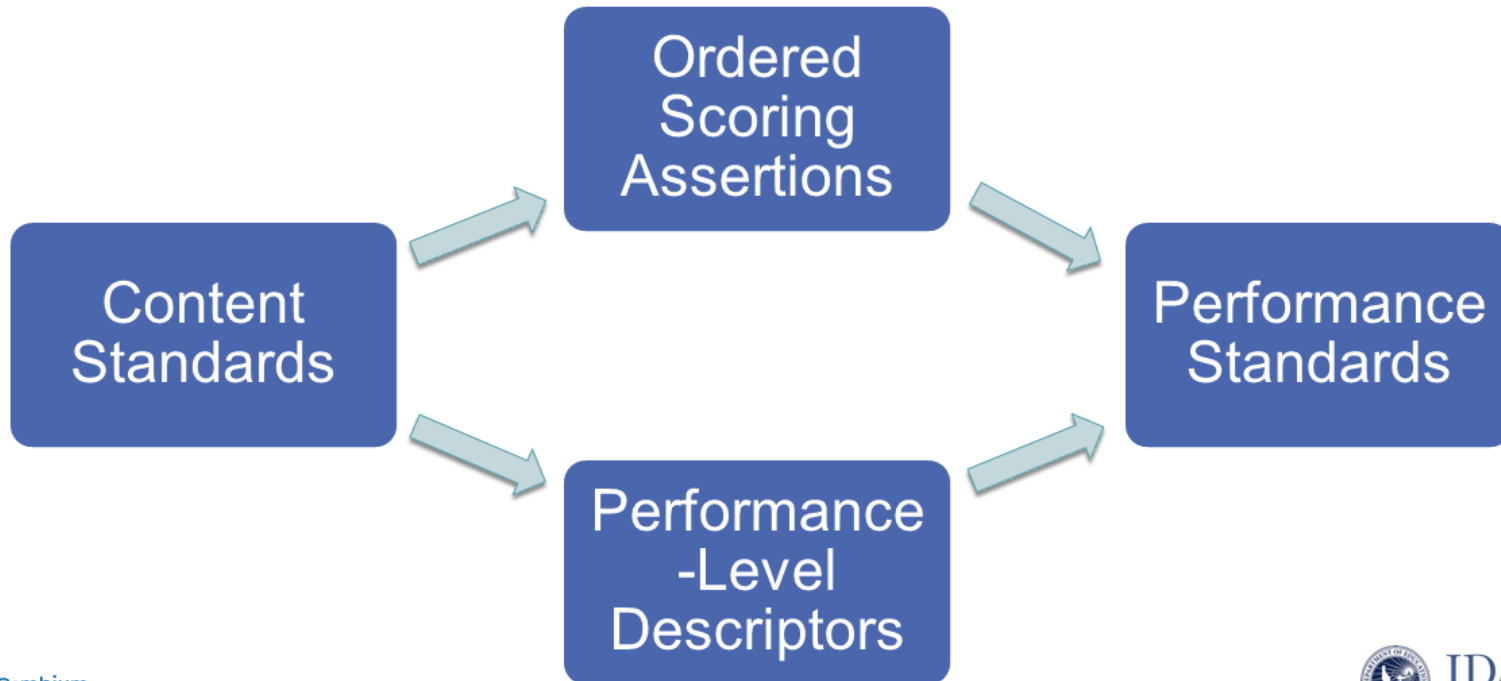 Ordered
Scoring
Assertions
Content
Standards
Performance
Standards
Performance
-Level
Descriptors